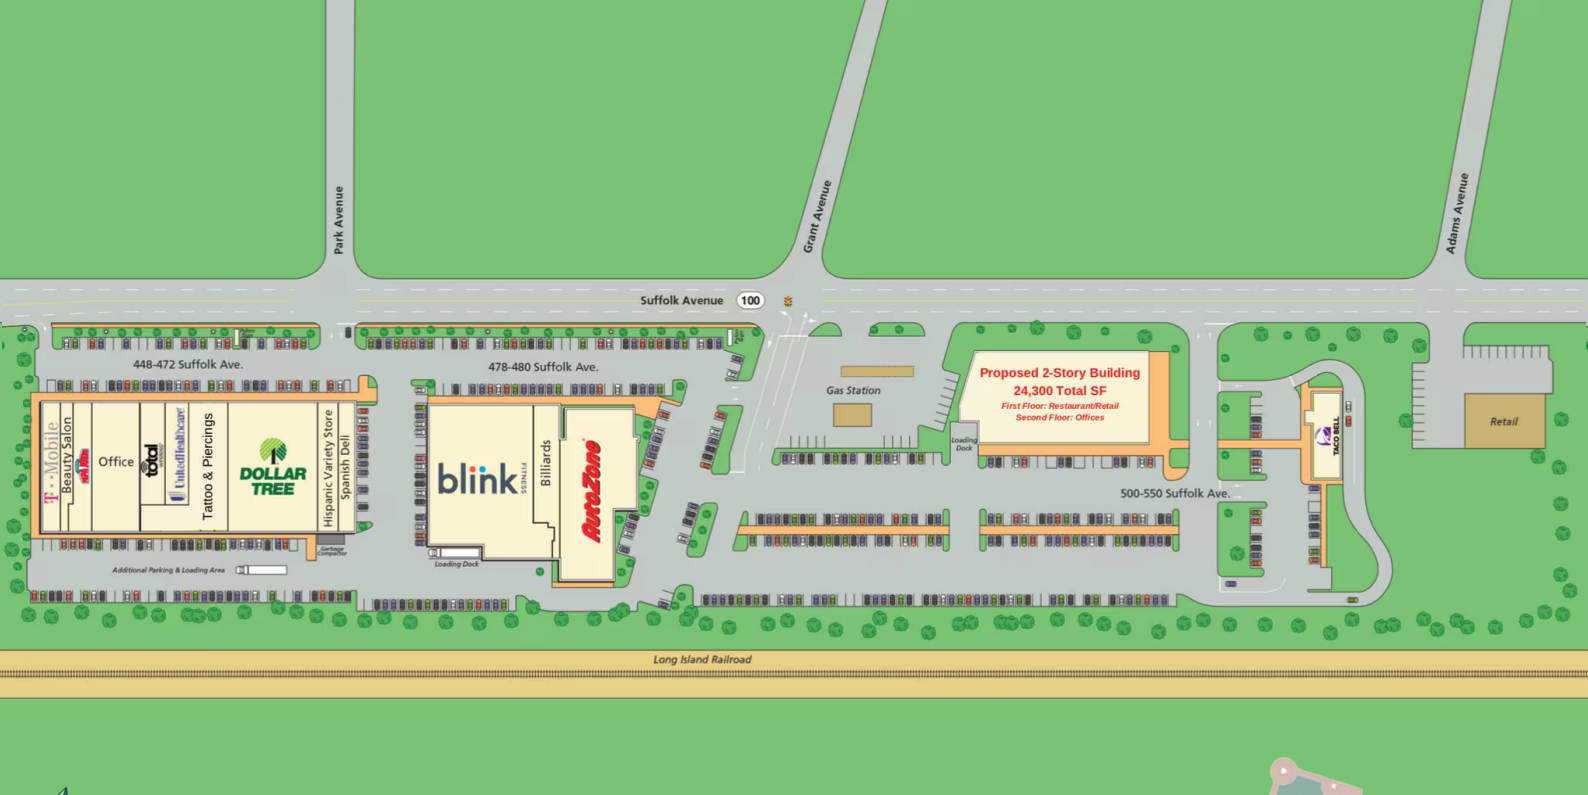 Park Avenue
Grant Avenue
Adams Avenue
Suffolk Avenue
100
448-472 Suffolk Ave.
478-480 Suffolk Ave.
Gas Station
Proposed 2-Story Building
24,300 Total SF
First Floor: Restaurant/Retail
Second Floor: Offices
Loading
Dock
Retail
T··Mobile
Beauty Salon
Office
total
UnitedHealthcare
Tattoo & Piercings
1
DOLLAR
TREE
Hispanic Variety Store
Spanish Deli
blink
FITNESS
Billiards
AutoZone
TACO BELL
500-550 Suffolk Ave.
Garbage
Compactor
Additional Parking & Loading Area
Loading Dock
Long Island Railroad